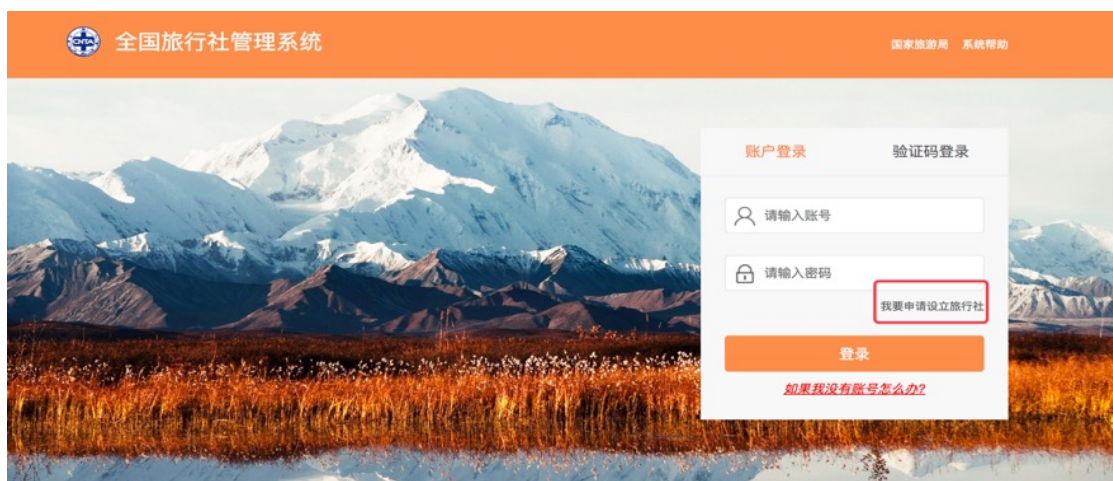 CNTA
全国旅行社管理系统
国家旅游局 系统帮助
账户登录 验证码登录
请输入账号
请输入密码
我要申请设立旅行社
登录
如果我没有账号怎么办?